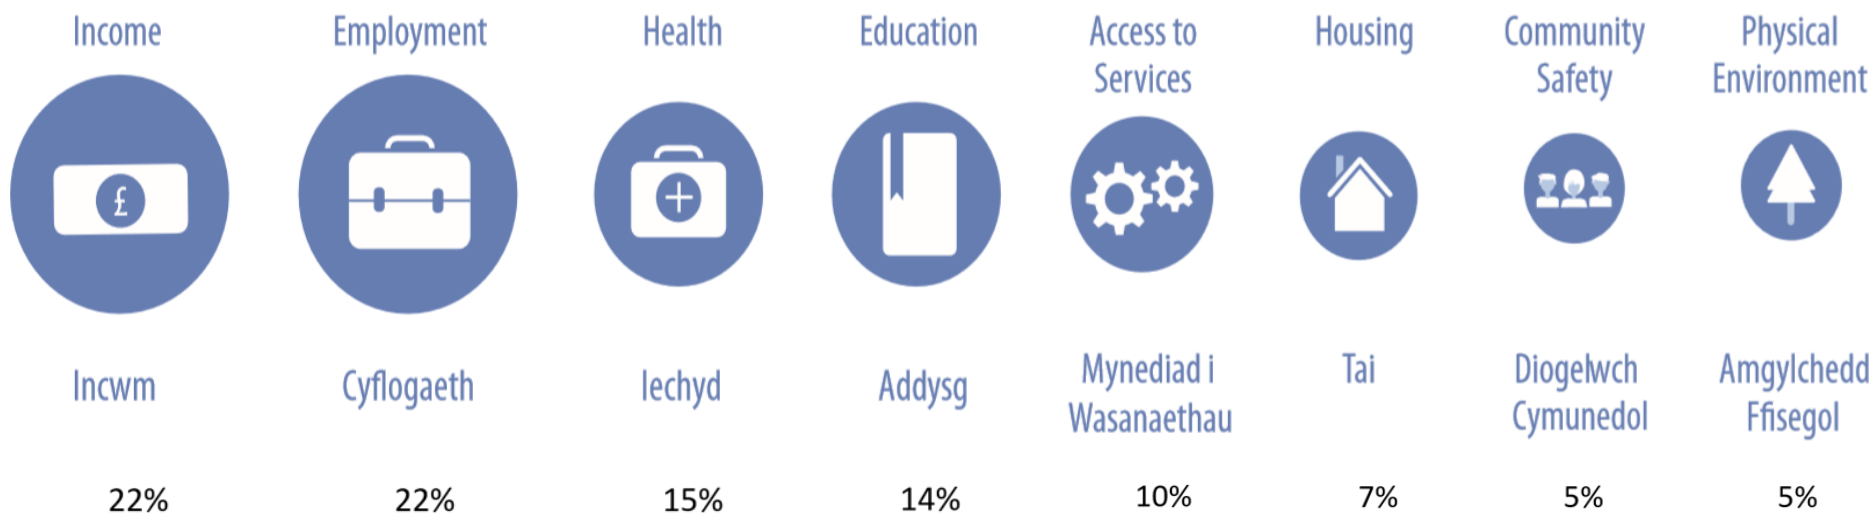 Income
Employment
Health
Education
Access to
Services
Housing
Community
Safety
Physical
Environment
£
Incwm
Cyflogaeth
Iechyd
Addysg
Mynediad i
Wasanaethau
Tai
Diogelwch
Cymunedol
Amgylchedd
Ffisegol
22%
22%
15%
14%
10%
7%
5%
5%